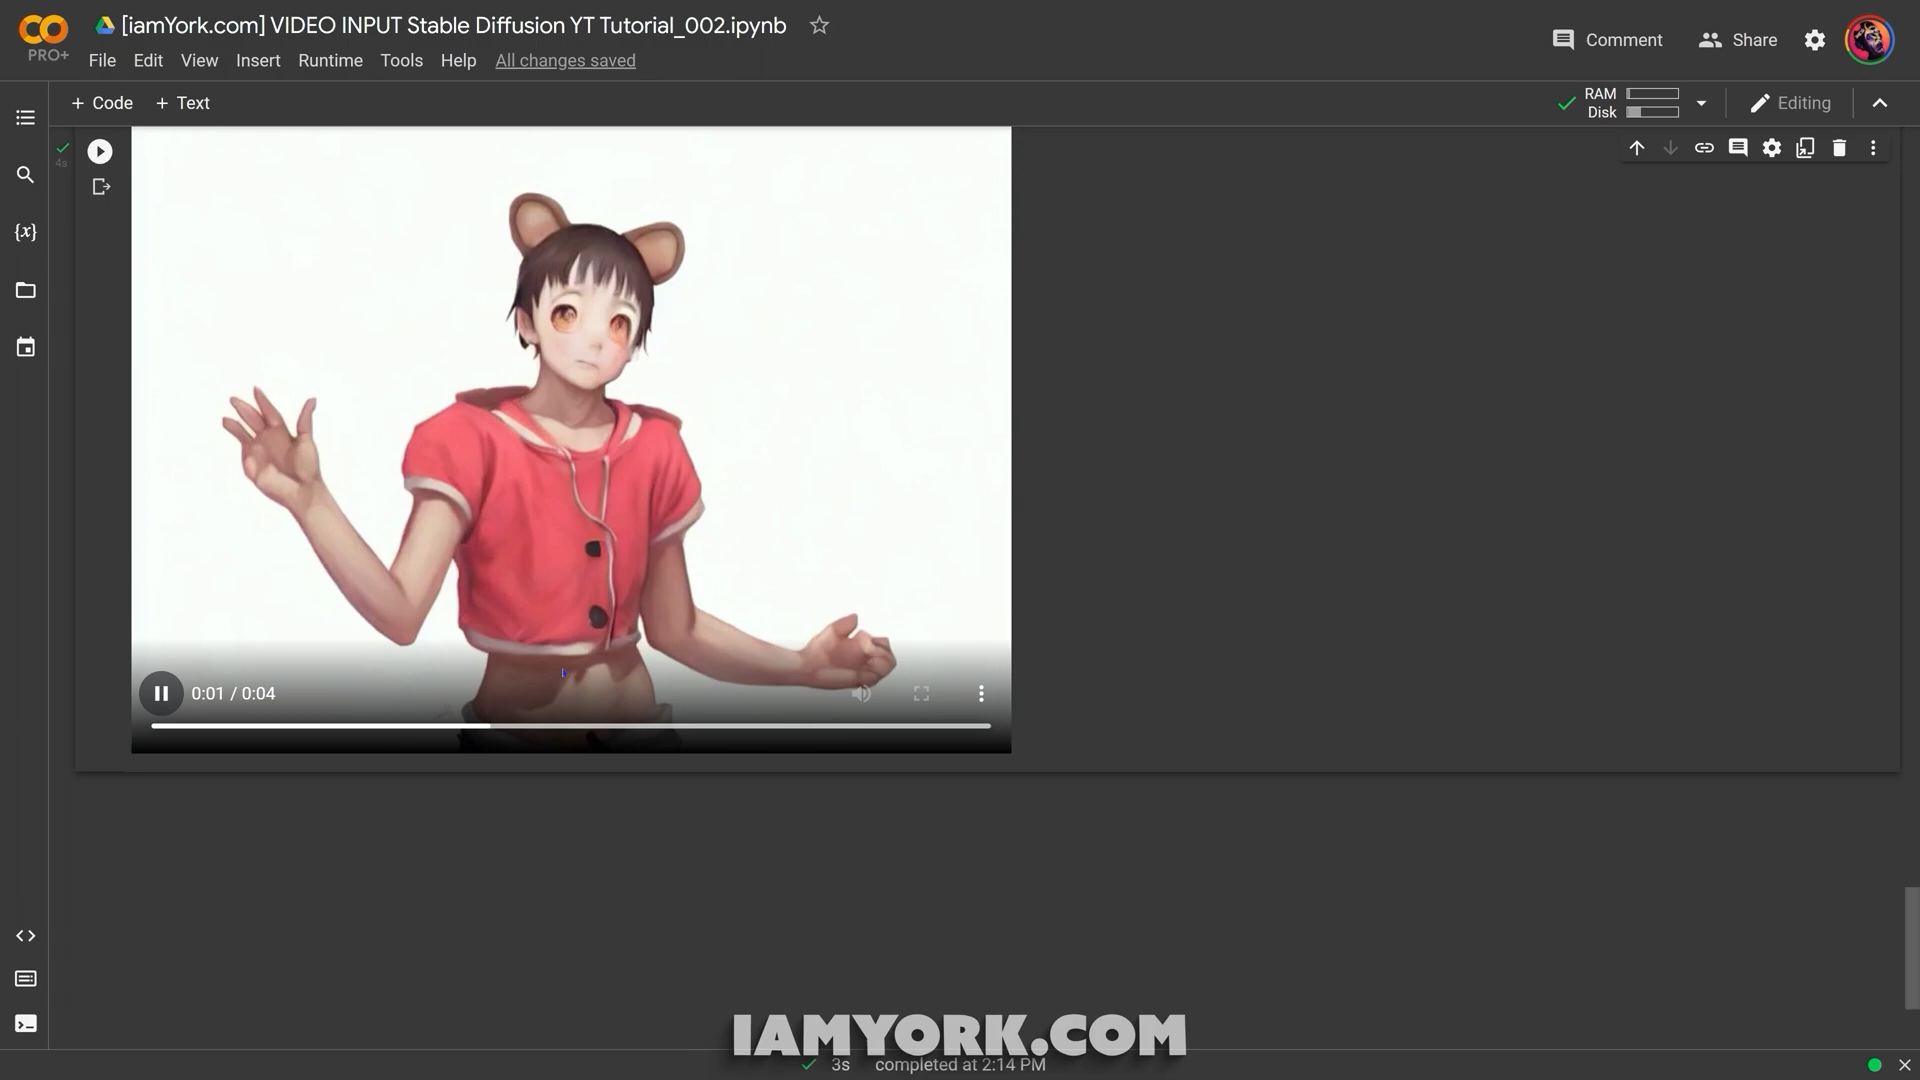 [iamYork.com] VIDEO INPUT Stable Diffusion YT Tutorial_002.ipynb
PRO+
File Edit View Insert Runtime Tools Help All changes saved
Comment
Share
+ Code + Text
RAM
Disk
Editing
4s
{x}
0:01 / 0:04
IAMYORK.COM
3s completed at 2:14 PM